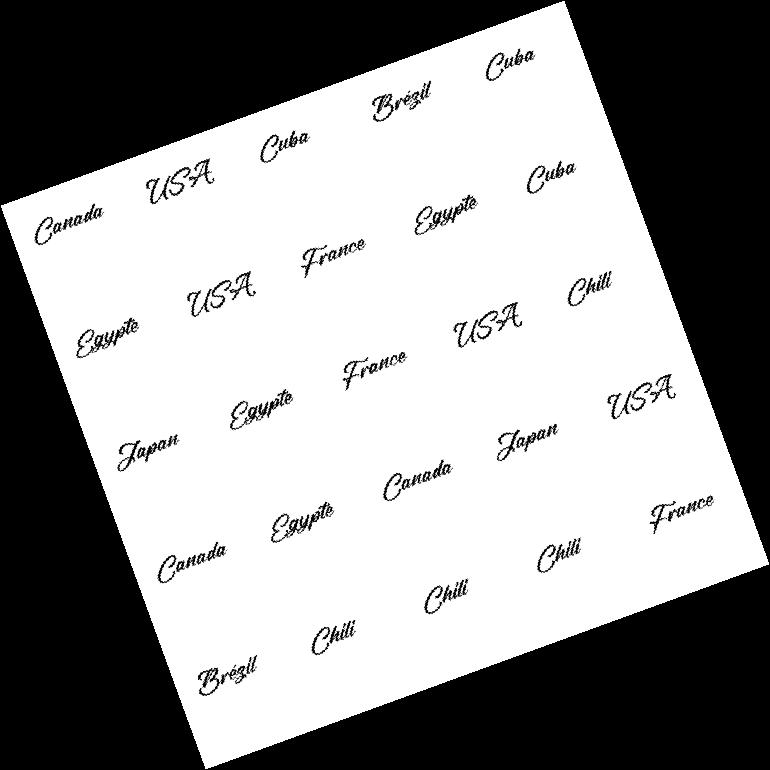 Canada USA Cuba Brézil Cuba
Egypte USA France Egypte Cuba
Japan Egypte France USA Chili
Canada Egypte Canada Japan USA
Brézil Chili Chili Chili France